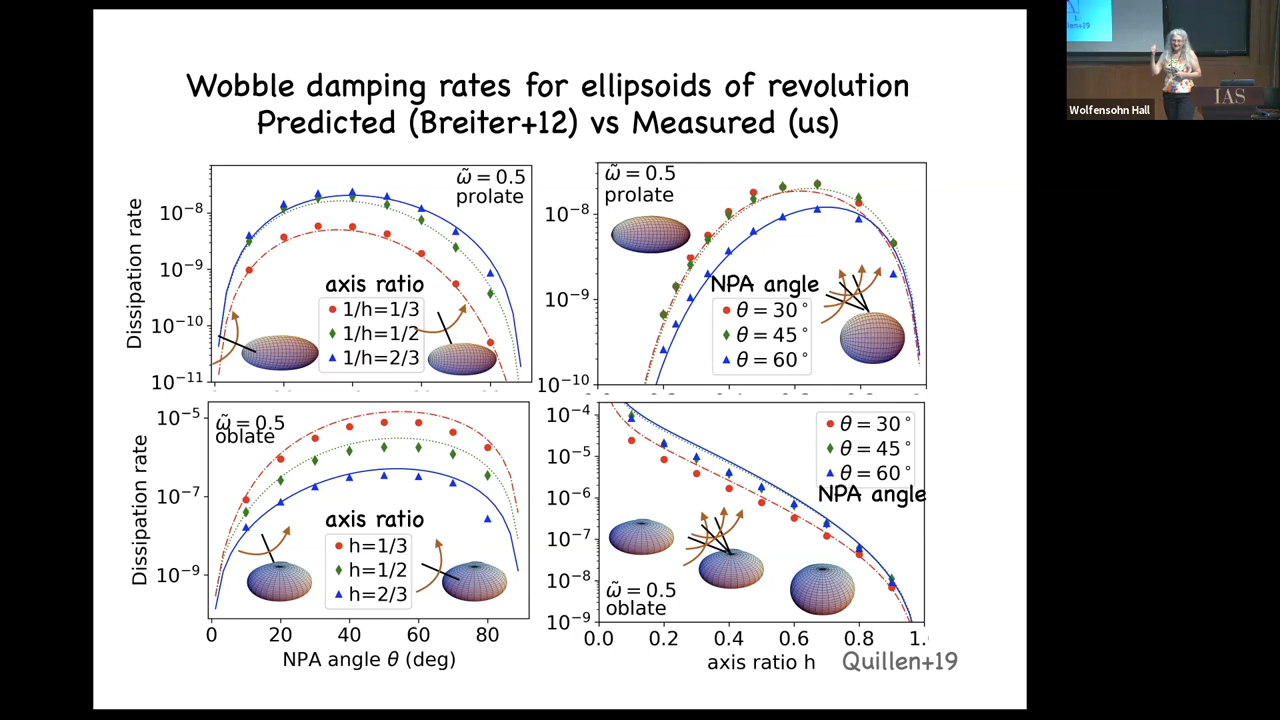 Wobble damping rates for ellipsoids of revolution
Predicted (Breiter+12) vs Measured (us)
ω̃ = 0.5
prolate
Dissipation rate
10⁻⁸
10⁻⁹
10⁻¹⁰
10⁻¹¹
axis ratio
1/h=1/3
1/h=1/2
1/h=2/3
ω̃ = 0.5
prolate
10⁻⁸
10⁻⁹
10⁻¹⁰
NPA angle
θ = 30°
θ = 45°
θ = 60°
ω̃ = 0.5
oblate
Dissipation rate
10⁻⁵
10⁻⁷
10⁻⁹
axis ratio
h=1/3
h=1/2
h=2/3
0 20 40 60 80
NPA angle θ (deg)
10⁻⁴
10⁻⁵
10⁻⁶
10⁻⁷
10⁻⁸
10⁻⁹
θ = 30°
θ = 45°
θ = 60°
NPA angle
ω̃ = 0.5
oblate
0.0 0.2 0.4 0.6 0.8 1.
axis ratio h
Quillen+19
Wolfensohn Hall
IAS